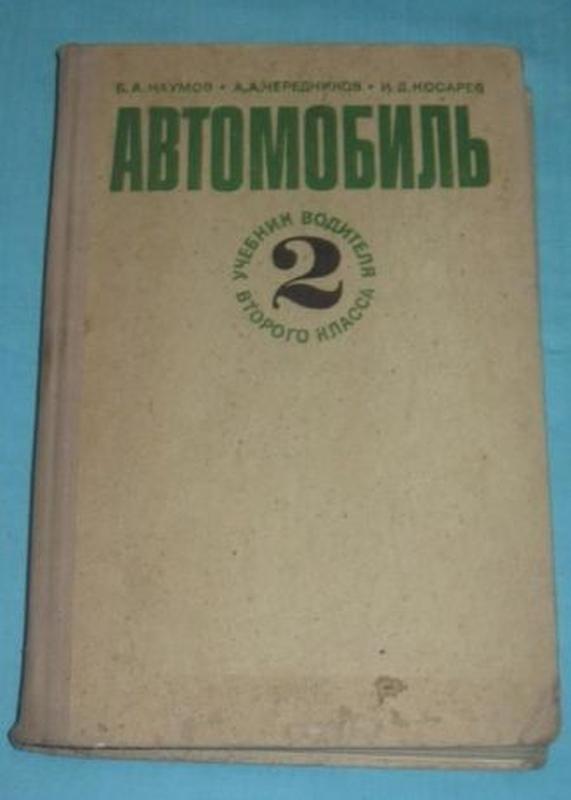 Б. А. НАУМОВ • А. А. ЧЕРЕДНИКОВ • И. Д. КОСАРЕВ
АВТОМОБИЛЬ
УЧЕБНИК ВОДИТЕЛЯ
2
ВТОРОГО КЛАССА